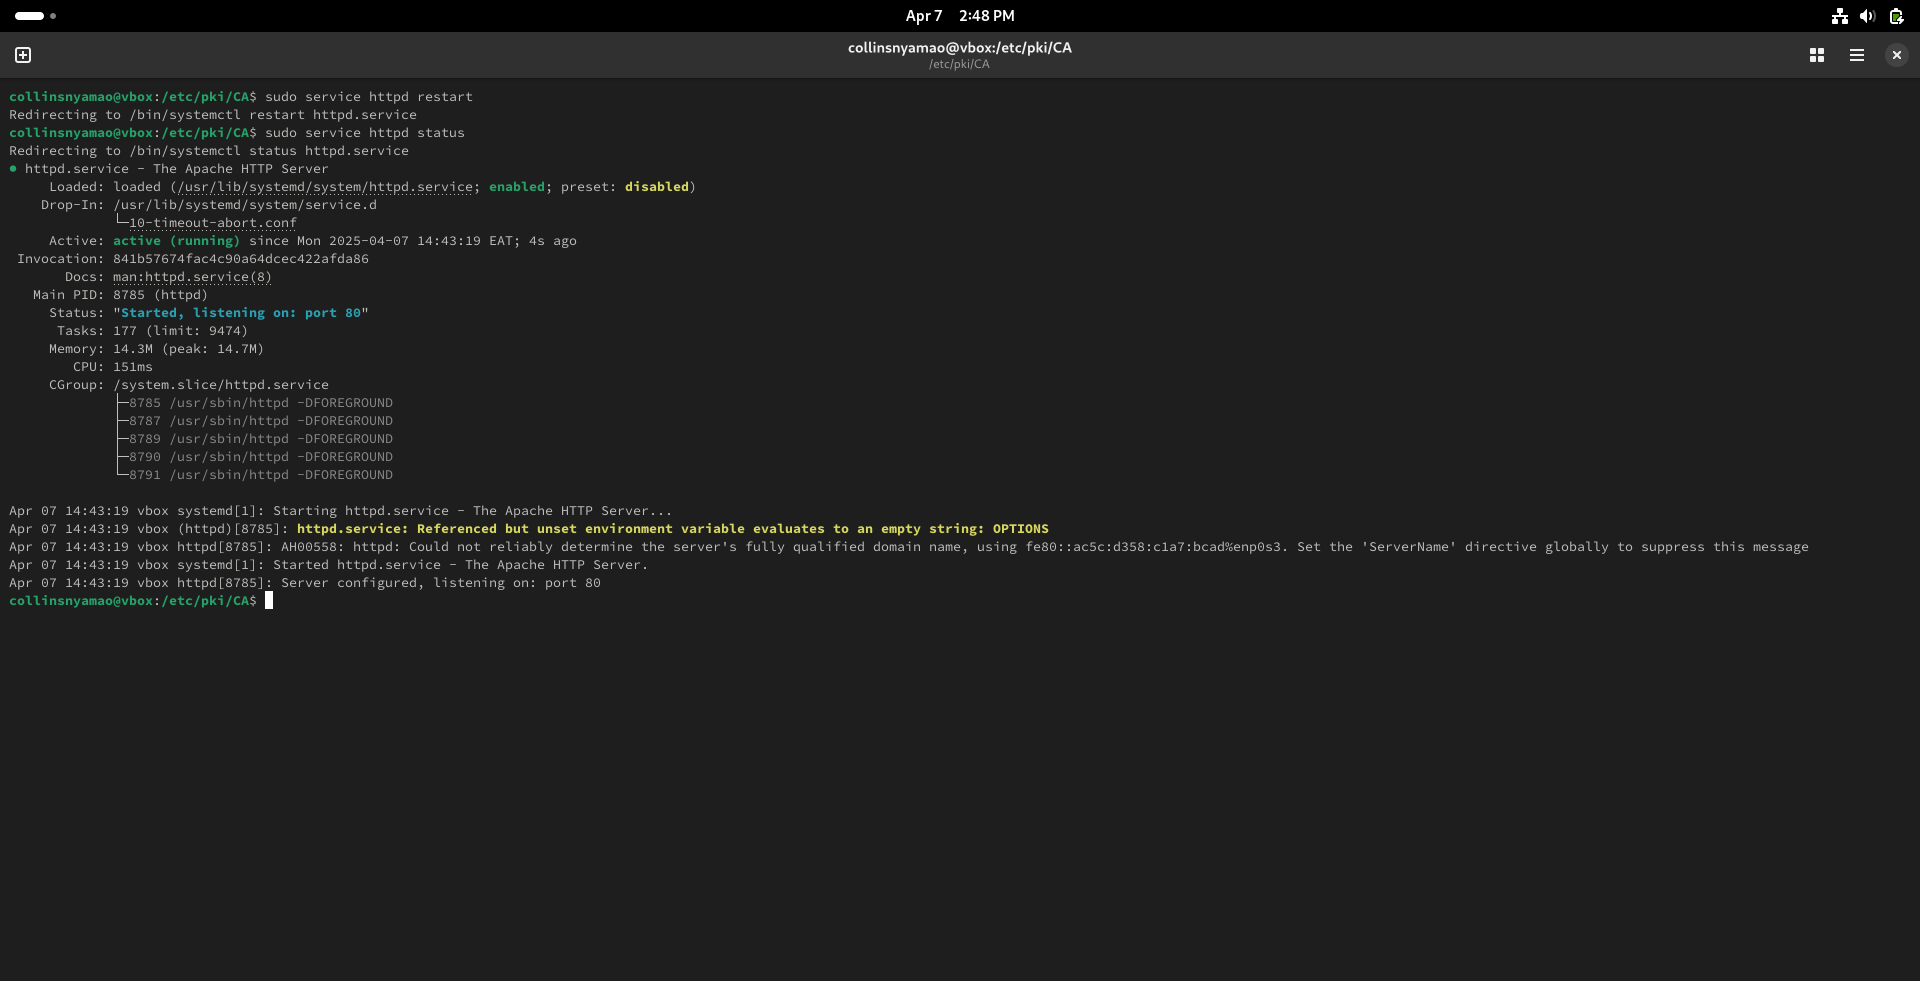 Apr 7 2:48 PM
collinsnyamao@vbox:/etc/pki/CA
/etc/pki/CA
collinsnyamao@vbox:/etc/pki/CA$ sudo service httpd restart
Redirecting to /bin/systemctl restart httpd.service
collinsnyamao@vbox:/etc/pki/CA$ sudo service httpd status
Redirecting to /bin/systemctl status httpd.service
● httpd.service - The Apache HTTP Server
     Loaded: loaded (/usr/lib/systemd/system/httpd.service; enabled; preset: disabled)
    Drop-In: /usr/lib/systemd/system/service.d
             └─10-timeout-abort.conf
     Active: active (running) since Mon 2025-04-07 14:43:19 EAT; 4s ago
 Invocation: 841b57674fac4c90a64dcec422afda86
       Docs: man:httpd.service(8)
   Main PID: 8785 (httpd)
     Status: "Started, listening on: port 80"
      Tasks: 177 (limit: 9474)
     Memory: 14.3M (peak: 14.7M)
        CPU: 151ms
     CGroup: /system.slice/httpd.service
             ├─8785 /usr/sbin/httpd -DFOREGROUND
             ├─8787 /usr/sbin/httpd -DFOREGROUND
             ├─8789 /usr/sbin/httpd -DFOREGROUND
             ├─8790 /usr/sbin/httpd -DFOREGROUND
             └─8791 /usr/sbin/httpd -DFOREGROUND
Apr 07 14:43:19 vbox systemd[1]: Starting httpd.service - The Apache HTTP Server...
Apr 07 14:43:19 vbox (httpd)[8785]: httpd.service: Referenced but unset environment variable evaluates to an empty string: OPTIONS
Apr 07 14:43:19 vbox httpd[8785]: AH00558: httpd: Could not reliably determine the server's fully qualified domain name, using fe80::ac5c:d358:c1a7:bcad%enp0s3. Set the 'ServerName' directive globally to suppress this message
Apr 07 14:43:19 vbox systemd[1]: Started httpd.service - The Apache HTTP Server.
Apr 07 14:43:19 vbox httpd[8785]: Server configured, listening on: port 80
collinsnyamao@vbox:/etc/pki/CA$